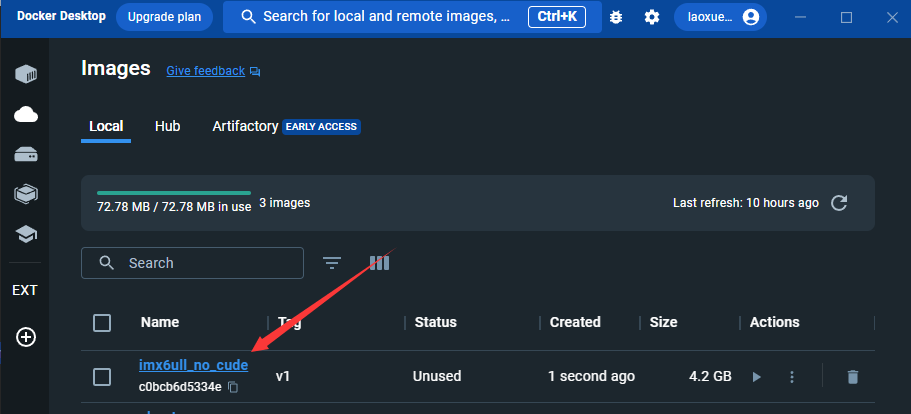 Docker Desktop Upgrade plan Search for local and remote images, ... Ctrl+K laoxue...
Images Give feedback
Local Hub Artifactory EARLY ACCESS
72.78 MB / 72.78 MB in use 3 images Last refresh: 10 hours ago
Search
EXT
Name Tag Status Created Size Actions
imx6ull_no_cude
c0bcb6d5334e v1 Unused 1 second ago 4.2 GB